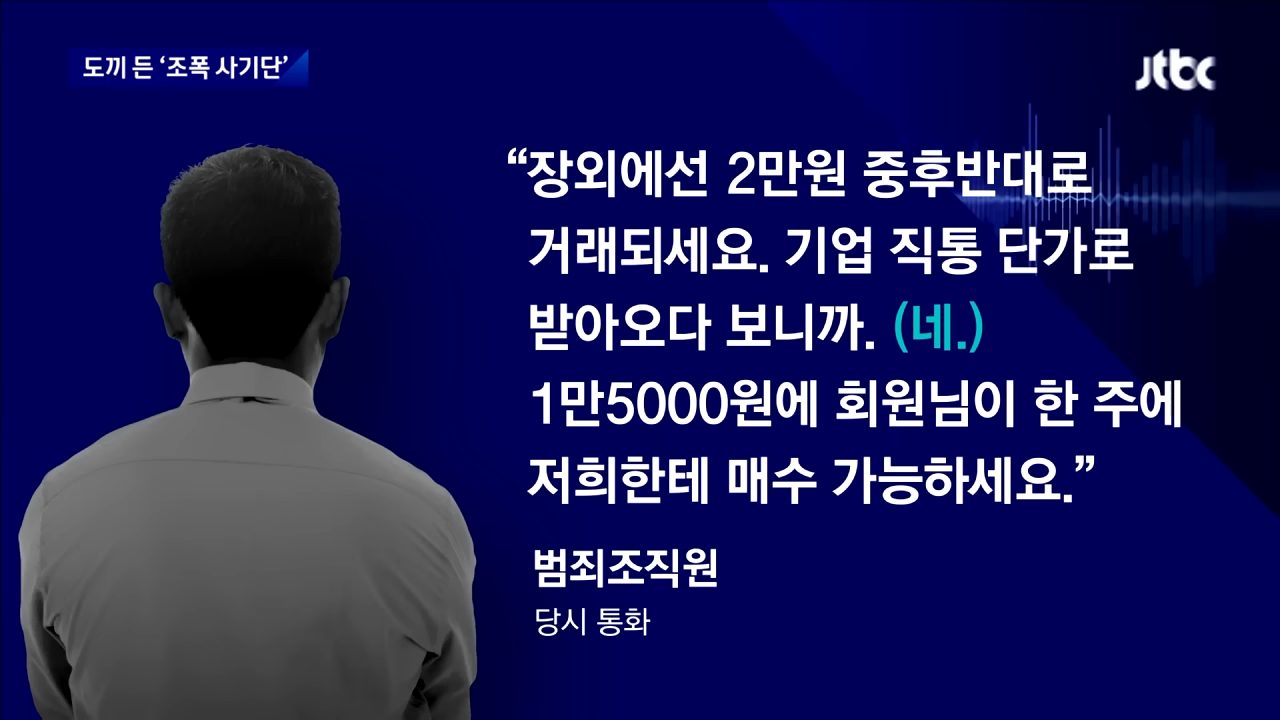 도끼 든 ‘조폭 사기단’
jtbc
“장외에선 2만원 중후반대로
거래되세요. 기업 직통 단가로
받아오다 보니까. (네.)
1만5000원에 회원님이 한 주에
저희한테 매수 가능하세요.”
범죄조직원
당시 통화